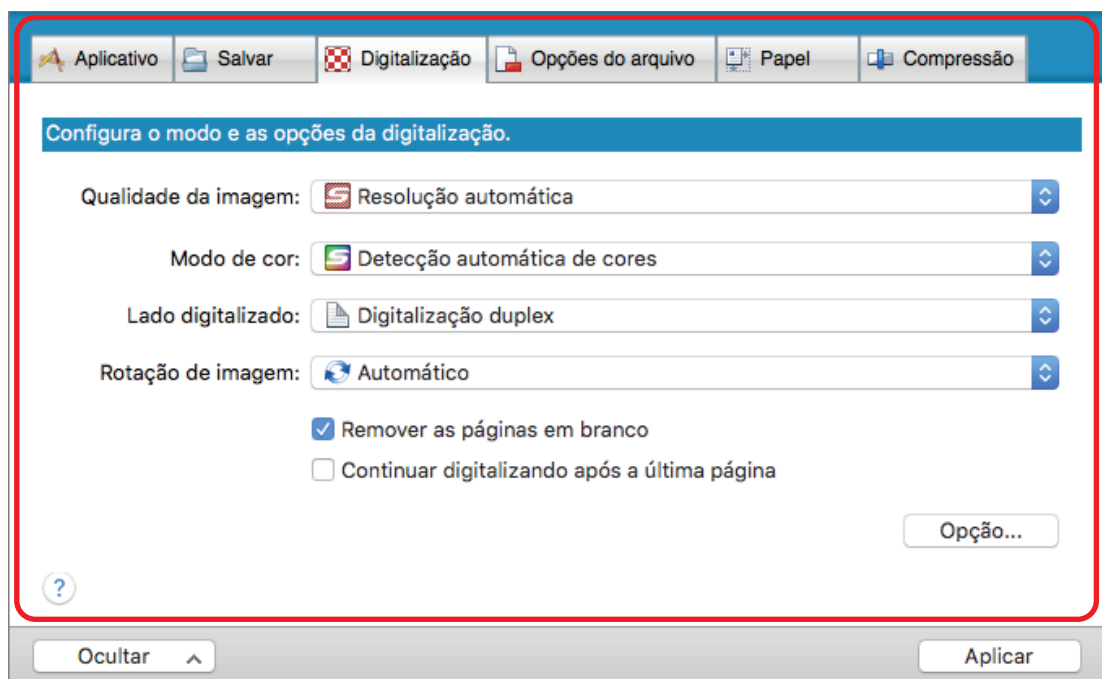 Aplicativo Salvar Digitalização Opções do arquivo Papel Compressão
Configura o modo e as opções da digitalização.
Qualidade da imagem: Resolução automática
Modo de cor: Detecção automática de cores
Lado digitalizado: Digitalização duplex
Rotação de imagem: Automático
Remover as páginas em branco
Continuar digitalizando após a última página
Opção...
?
Ocultar Aplicar